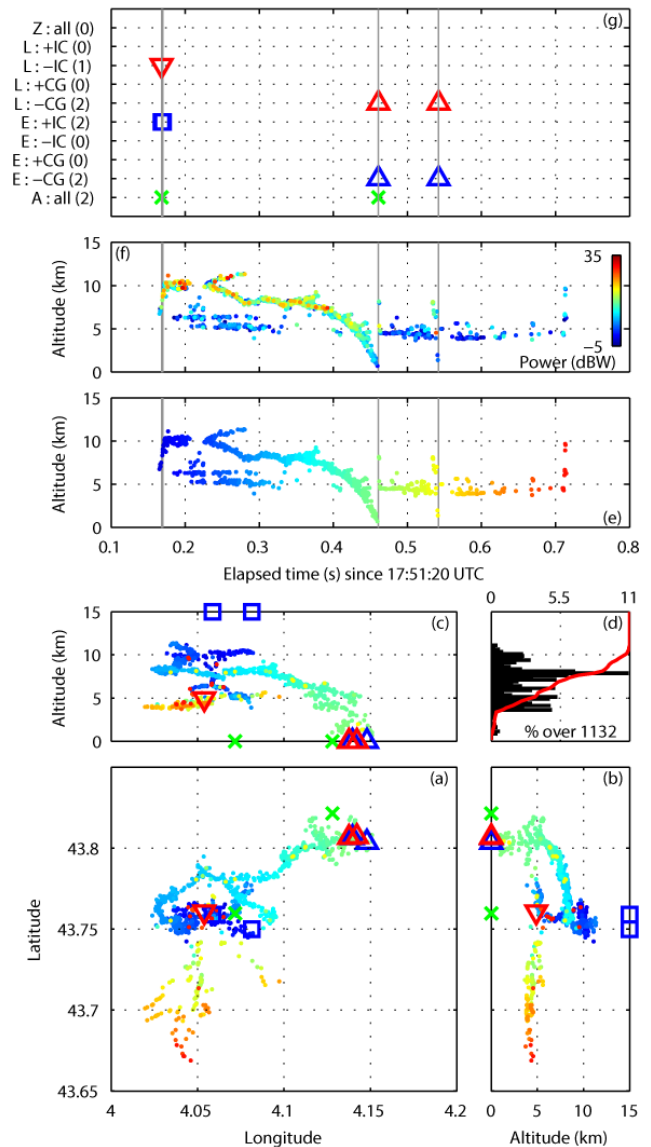 (g)
Z : all (0)
L : +IC (0)
L : −IC (1)
L : +CG (0)
L : −CG (2)
E : +IC (2)
E : −IC (0)
E : +CG (0)
E : −CG (2)
A : all (2)
15
10
5
0
Altitude (km)
(f)
35
−5
Power (dBW)
15
10
5
0
Altitude (km)
(e)
0.1 0.2 0.3 0.4 0.5 0.6 0.7 0.8
Elapsed time (s) since 17:51:20 UTC
15
10
5
0
Altitude (km)
(c)
0 5.5 11
(d)
% over 1132
(a)
43.8
43.75
43.7
43.65
Latitude
4 4.05 4.1 4.15 4.2
Longitude
(b)
0 5 10 15
Altitude (km)